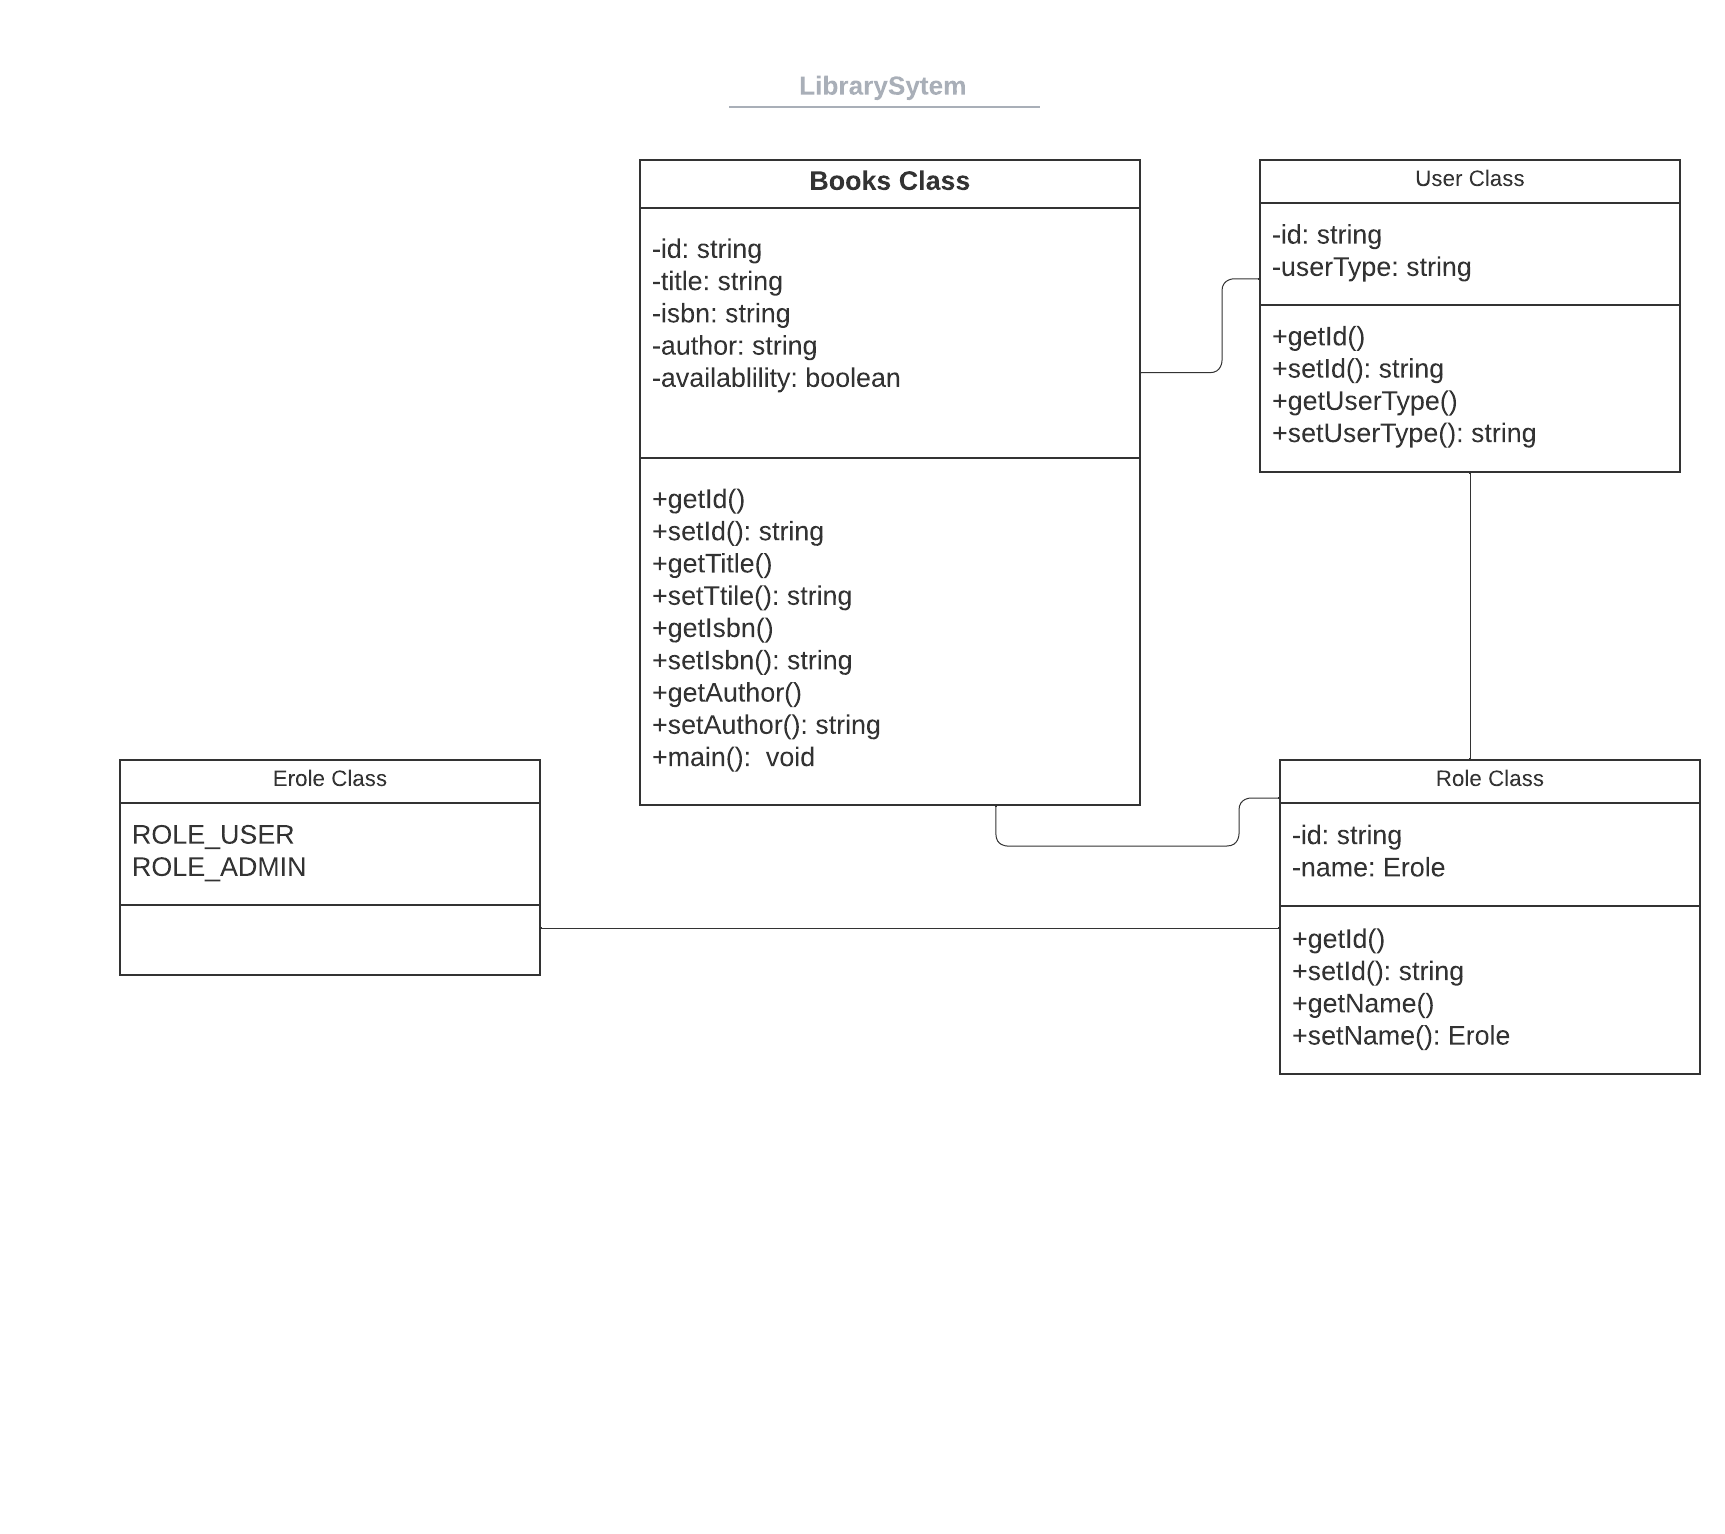 LibrarySytem
Books Class
-id: string
-title: string
-isbn: string
-author: string
-availablility: boolean
+getId()
+setId(): string
+getTitle()
+setTtile(): string
+getIsbn()
+setIsbn(): string
+getAuthor()
+setAuthor(): string
+main():  void
User Class
-id: string
-userType: string
+getId()
+setId(): string
+getUserType()
+setUserType(): string
Erole Class
ROLE_USER
ROLE_ADMIN
Role Class
-id: string
-name: Erole
+getId()
+setId(): string
+getName()
+setName(): Erole